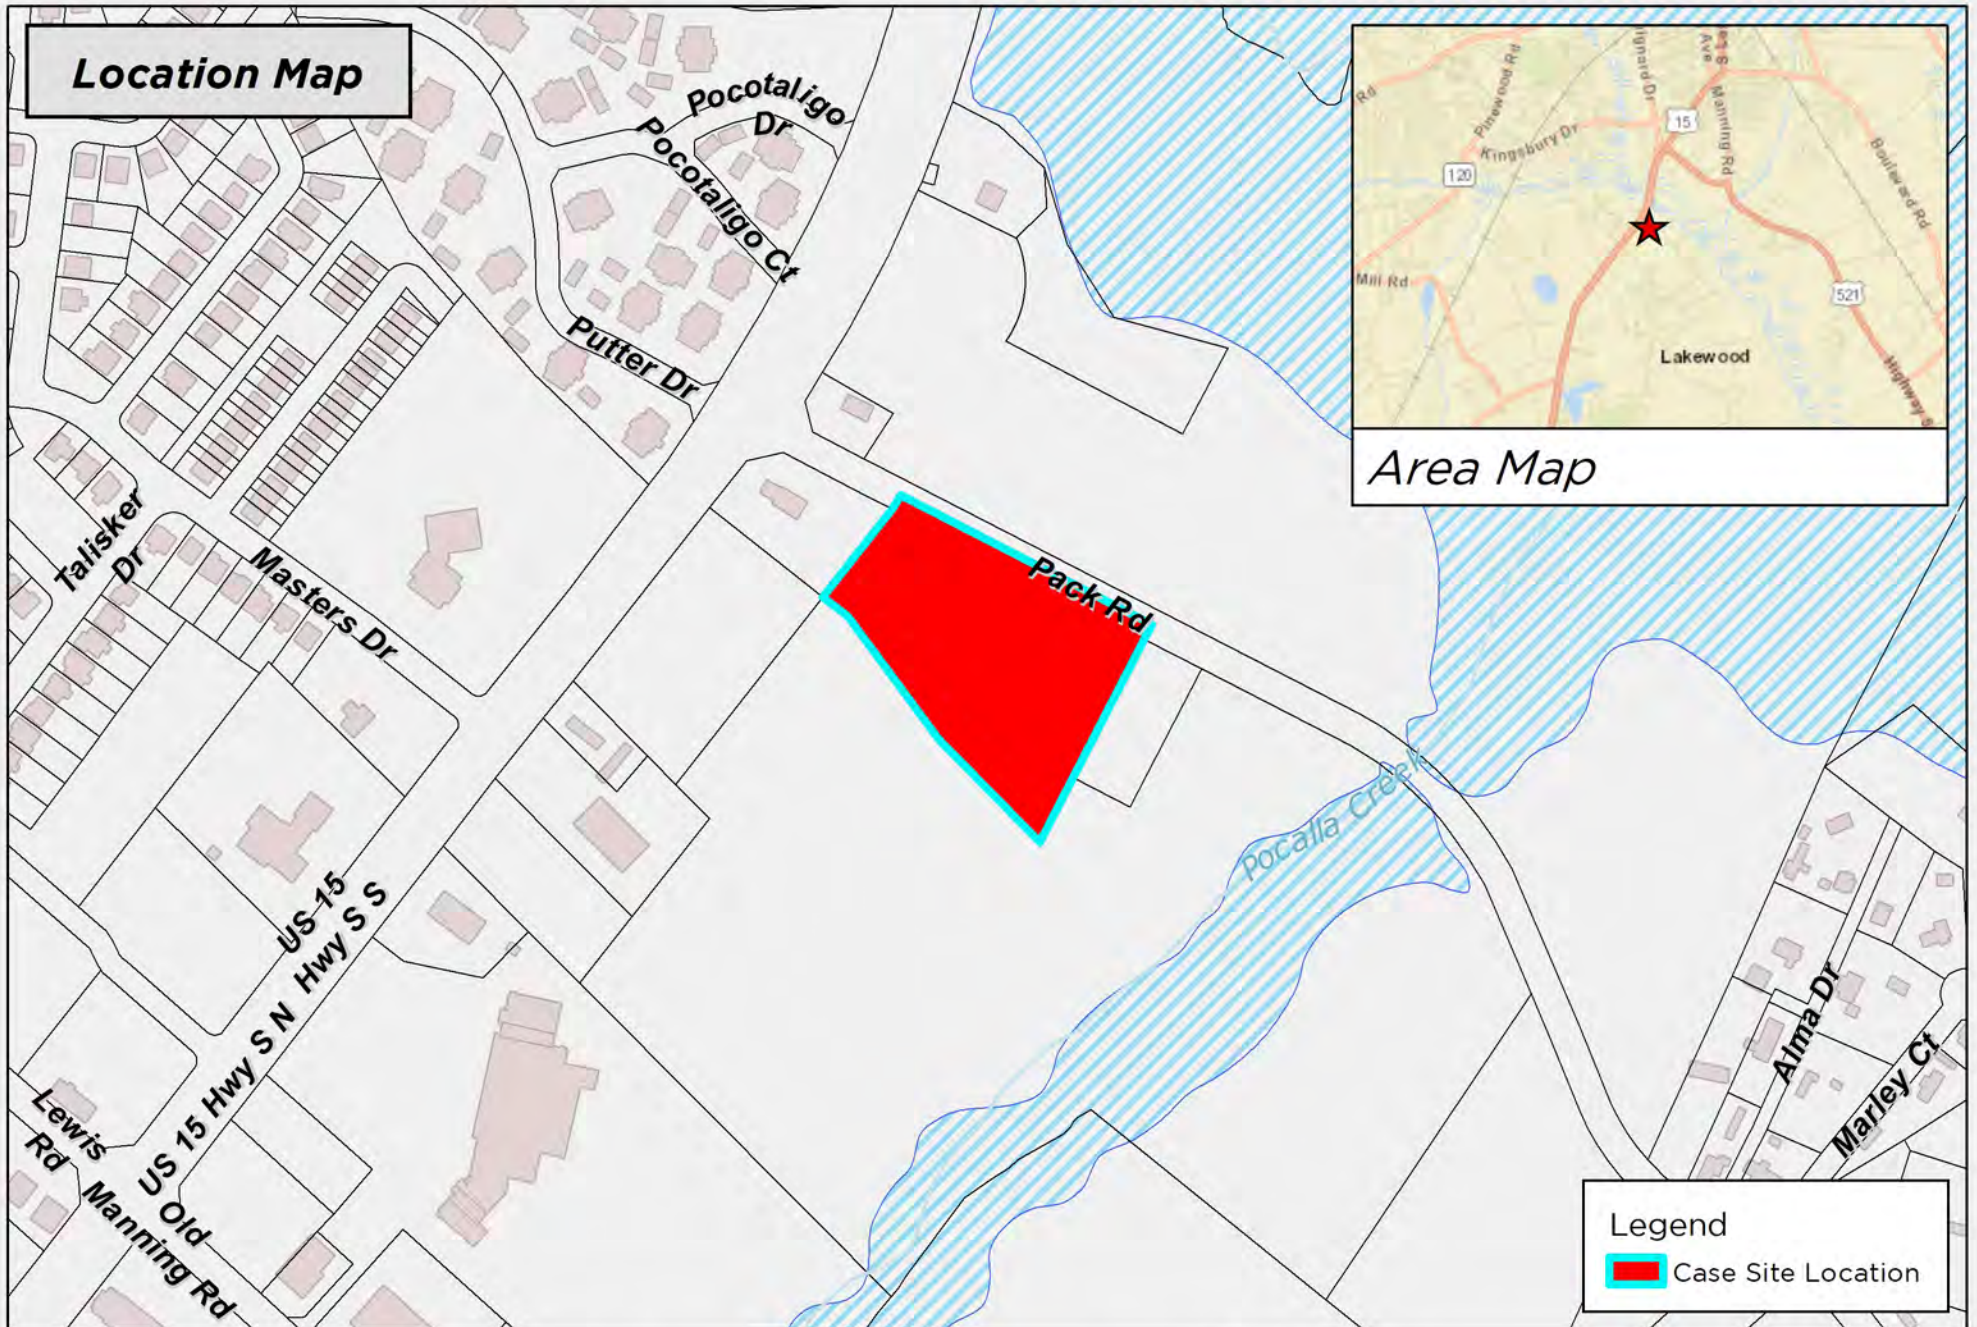 Location Map
Pocotaligo
Dr
Pocotaligo Ct
Putter Dr
Talisker
Dr
Masters Dr
Pack Rd
Pocalla Creek
US 15
Hwy S S
US 15 Hwy S N
Lewis
Rd
Old
Manning Rd
Alma Dr
Marley Ct
Rd
Pinewood Rd
Kingsbury Dr
120
15
Manning Rd
Ave
Boulevard Rd
Mill Rd
521
Lakewood
Area Map
Legend
Case Site Location